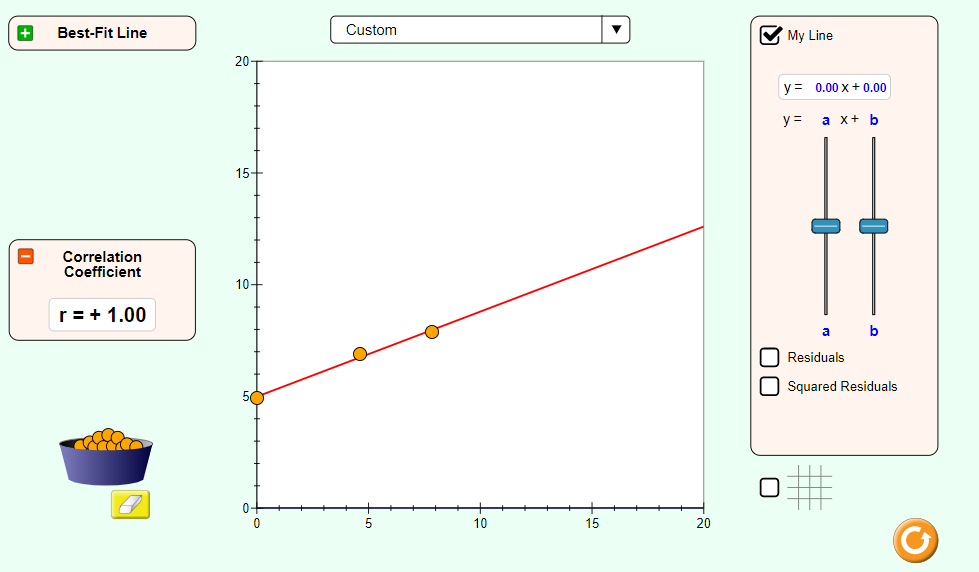 Best-Fit Line
Custom
My Line
y = 0.00 x + 0.00
y = a x + b
a b
Residuals
Squared Residuals
Correlation
Coefficient
r = + 1.00
20
15
10
5
0
0 5 10 15 20